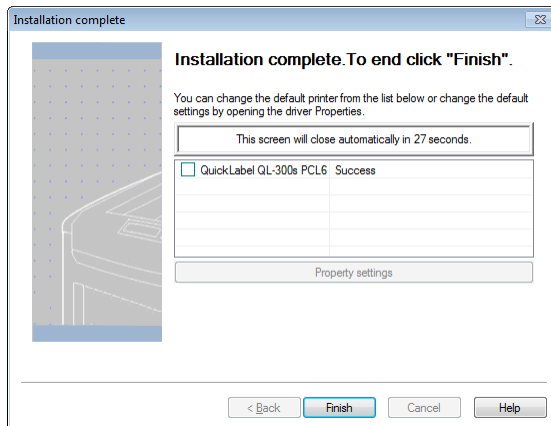 Installation complete
Installation complete.To end click "Finish".
You can change the default printer from the list below or change the default
settings by opening the driver Properties.
This screen will close automatically in 27 seconds.
QuickLabel QL-300s PCL6 Success
Property settings
< Back Finish Cancel Help